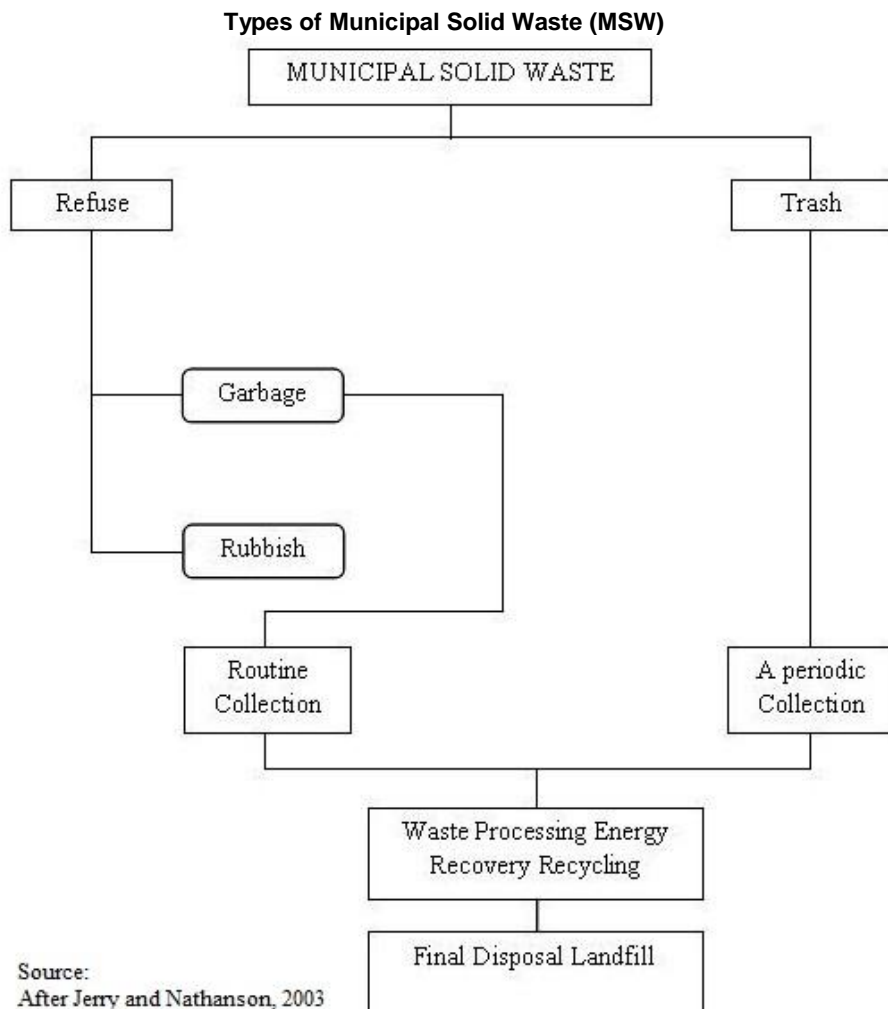 Types of Municipal Solid Waste (MSW)
MUNICIPAL SOLID WASTE
Refuse
Trash
Garbage
Rubbish
Routine
Collection
A periodic
Collection
Waste Processing Energy
Recovery Recycling
Final Disposal Landfill
Source:
After Jerry and Nathanson, 2003